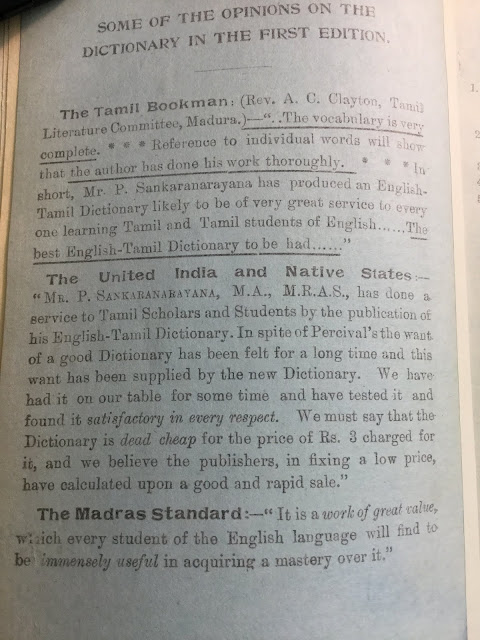 SOME OF THE OPINIONS ON THE
DICTIONARY IN THE FIRST EDITION.
The Tamil Bookman: (Rev. A. C. Clayton, Tamil
Literature Committee, Madura.)—“..The vocabulary is very
complete. * * * Reference to individual words will show
that the author has done his work thoroughly. * * * In
short, Mr. P. Sankaranarayana has produced an English-
Tamil Dictionary likely to be of very great service to every
one learning Tamil and Tamil students of English......The
best English-Tamil Dictionary to be had......”
The United India and Native States:—
“MR. P. SANKARANARAYANA, M.A., M.R.A.S., has done a
service to Tamil Scholars and Students by the publication of
his English-Tamil Dictionary. In spite of Percival's the want
of a good Dictionary has been felt for a long time and this
want has been supplied by the new Dictionary. We have
had it on our table for some time and have tested it and
found it satisfactory in every respect. We must say that the
Dictionary is dead cheap for the price of Rs. 3 charged for
it, and we believe the publishers, in fixing a low price,
have calculated upon a good and rapid sale.”
The Madras Standard:—“It is a work of great value,
which every student of the English language will find to
be immensely useful in acquiring a mastery over it.”
1.